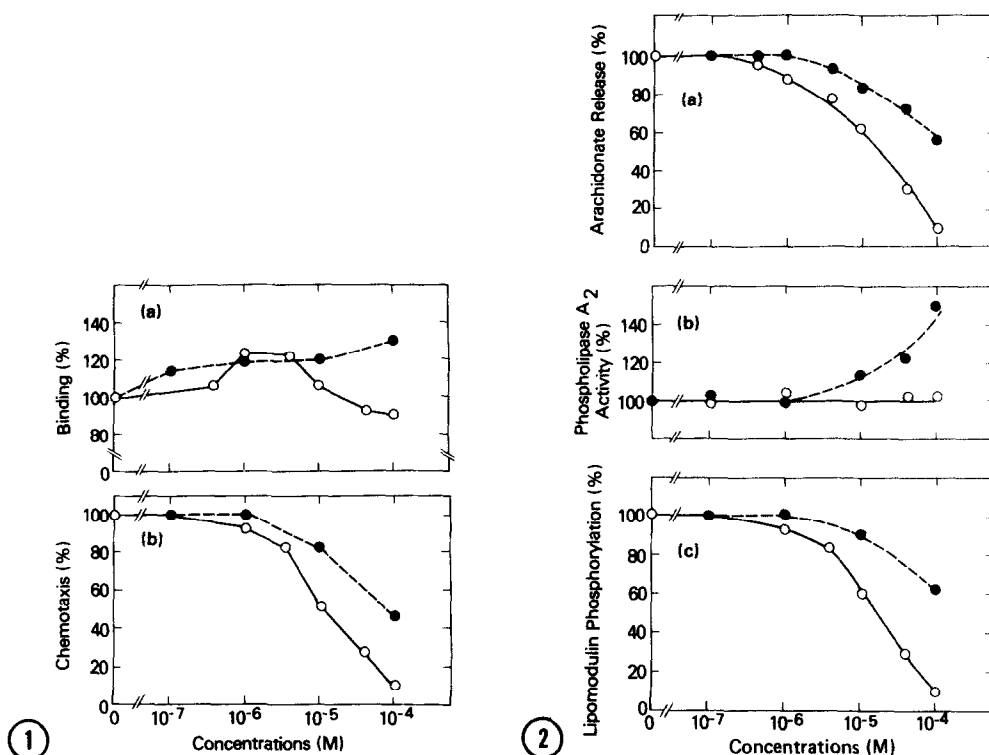 (a)
Binding (%)
140
120
100
80
0
(b)
Chemotaxis (%)
100
80
60
40
20
0
0 10-7 10-6 10-5 10-4
Concentrations (M)
1
(a)
Arachidonate Release (%)
100
80
60
40
20
0
(b)
Phospholipase A2
Activity (%)
140
120
100
(c)
Lipomodulin Phosphorylation (%)
100
80
60
40
20
0
0 10-7 10-6 10-5 10-4
Concentrations (M)
2